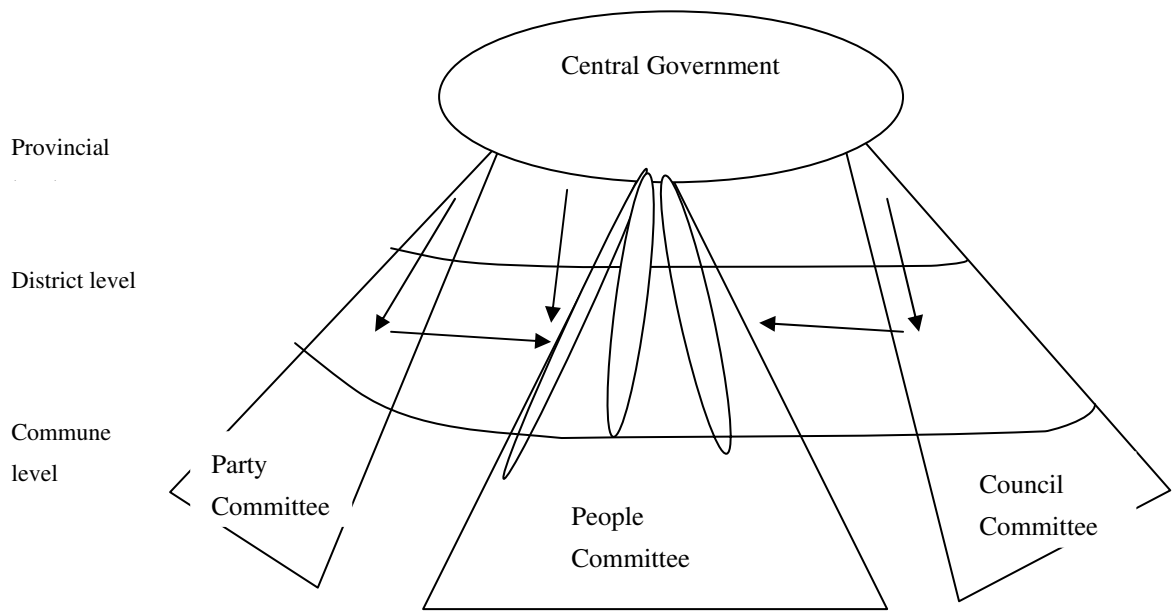 Central Government
Provincial
District level
Commune
level
Party
Committee
People
Committee
Council
Committee